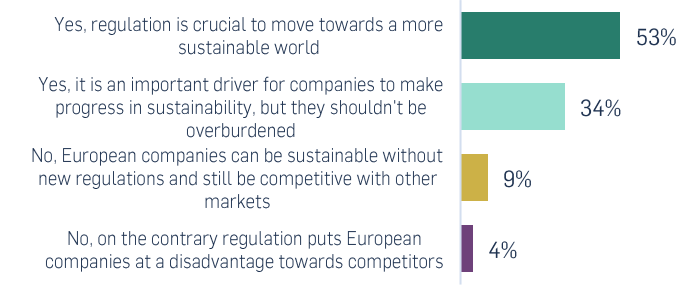 Yes, regulation is crucial to move towards a more
sustainable world
53%
Yes, it is an important driver for companies to make
progress in sustainability, but they shouldn't be
overburdened
34%
No, European companies can be sustainable without
new regulations and still be competitive with other
markets
9%
No, on the contrary regulation puts European
companies at a disadvantage towards competitors
4%